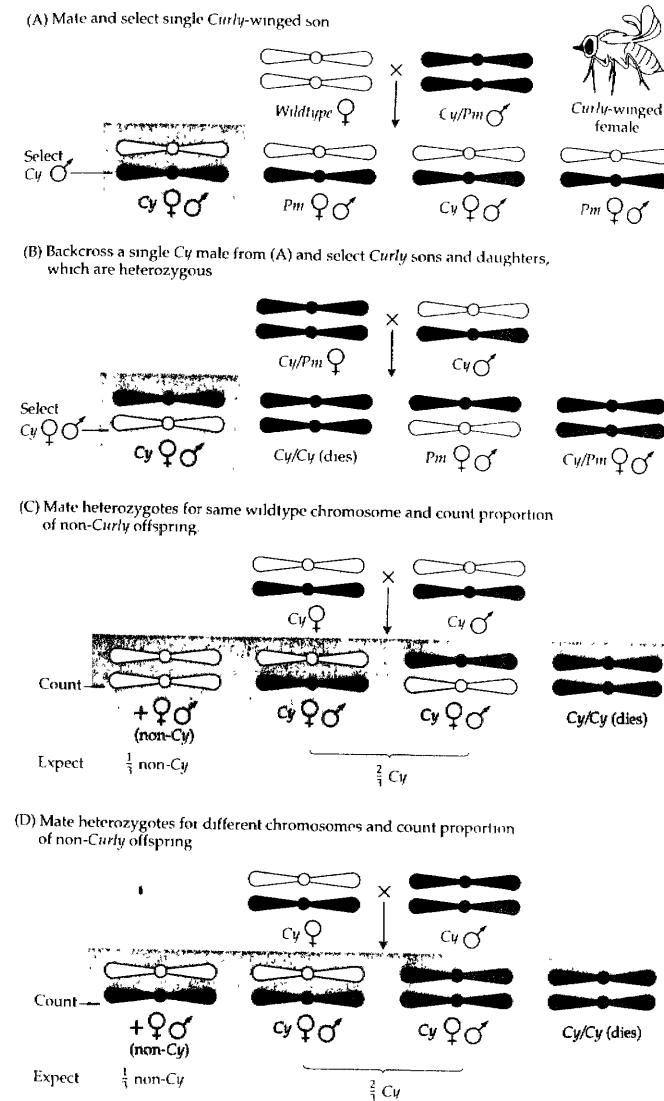 (A) Mate and select single Curly-winged son
Wildtype ♀
×
Cy/Pm ♂
Curly-winged
female
Select
Cy ♂
Cy ♀♂
Pm ♀♂
Cy ♀♂
Pm ♀♂
(B) Backcross a single Cy male from (A) and select Curly sons and daughters,
which are heterozygous
Cy/Pm ♀
×
Cy ♂
Select
Cy ♀♂
Cy ♀♂
Cy/Cy (dies)
Pm ♀♂
Cy/Pm ♀♂
(C) Mate heterozygotes for same wildtype chromosome and count proportion
of non-Curly offspring.
Cy ♀
×
Cy ♂
Count
+ ♀♂
(non-Cy)
Cy ♀♂
Cy ♀♂
Cy/Cy (dies)
Expect
1/3 non-Cy
2/3 Cy
(D) Mate heterozygotes for different chromosomes and count proportion
of non-Curly offspring
Cy ♀
×
Cy ♂
Count
+ ♀♂
(non-Cy)
Cy ♀♂
Cy ♀♂
Cy/Cy (dies)
Expect
1/3 non-Cy
2/3 Cy